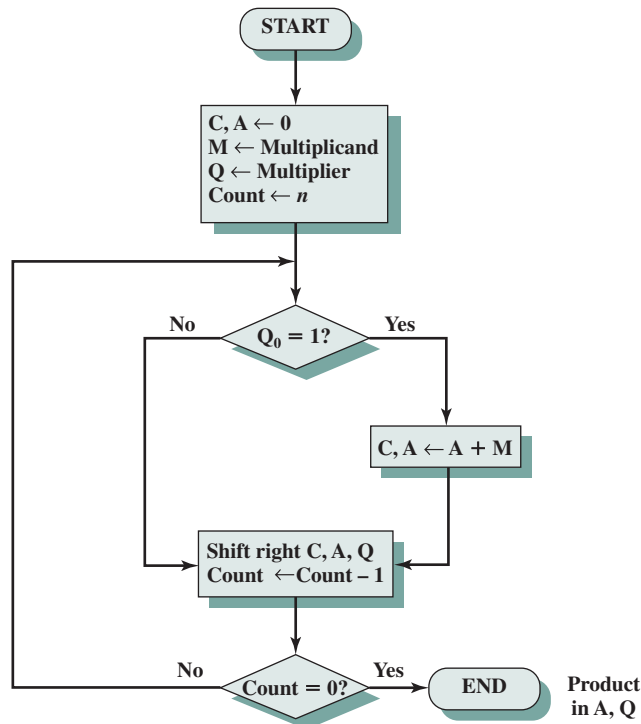 START
C, A ← 0
M ← Multiplicand
Q ← Multiplier
Count ← n
No
Q₀ = 1?
Yes
C, A ← A + M
Shift right C, A, Q
Count ← Count – 1
No
Count = 0?
Yes
END
Product
in A, Q